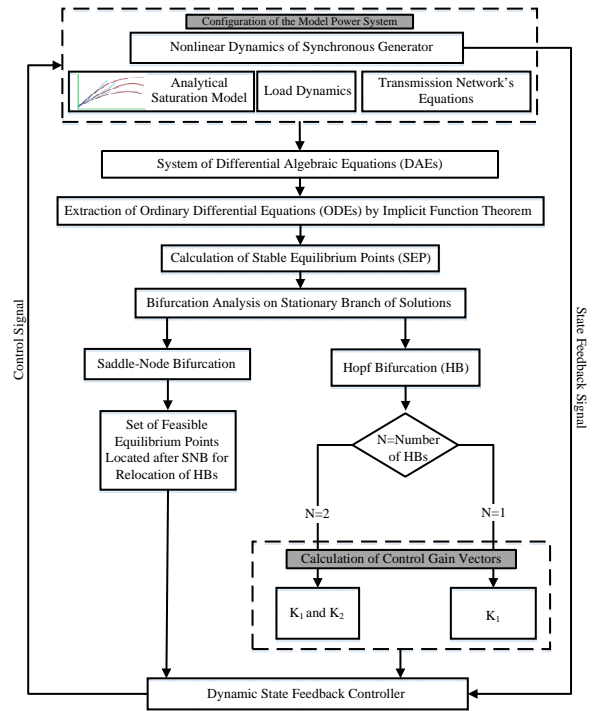 Configuration of the Model Power System
Nonlinear Dynamics of Synchronous Generator
Analytical
Saturation Model
Load Dynamics
Transmission Network's
Equations
System of Differential Algebraic Equations (DAEs)
Extraction of Ordinary Differential Equations (ODEs) by Implicit Function Theorem
Calculation of Stable Equilibrium Points (SEP)
Bifurcation Analysis on Stationary Branch of Solutions
Control Signal
State Feedback Signal
Saddle-Node Bifurcation
Hopf Bifurcation (HB)
Set of Feasible
Equilibrium Points
Located after SNB for
Relocation of HBs
N=Number
of HBs
N=2
N=1
Calculation of Control Gain Vectors
K₁ and K₂
K₁
Dynamic State Feedback Controller